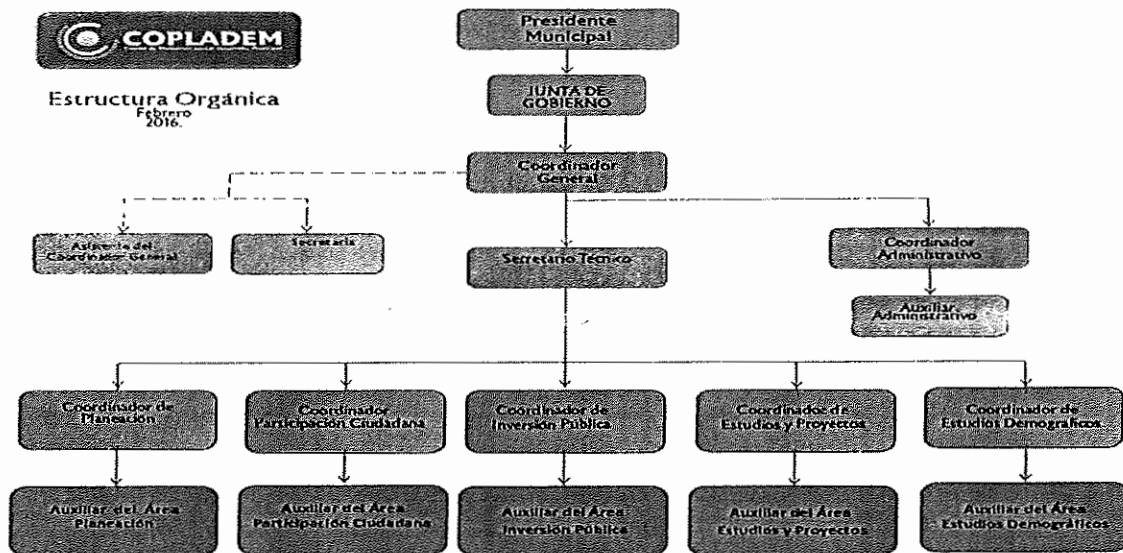 COPLADEM
Estructura Orgánica
Febrero
2016.
Presidente
Municipal
JUNTA DE
GOBIERNO
Coordinador
General
Asistente del
Coordinador General
Secretaria
Secretario Técnico
Coordinador
Administrativo
Auxiliar
Administrativo
Coordinador de
Planeación
Coordinador
Participación Ciudadana
Coordinador de
Inversión Pública
Coordinador de
Estudios y Proyectos
Coordinador de
Estudios Demográficos
Auxiliar del Área
Planeación
Auxiliar del Área
Participación Ciudadana
Auxiliar del Área
Inversión Pública
Auxiliar del Área
Estudios y Proyectos
Auxiliar del Área
Estudios Demográficos